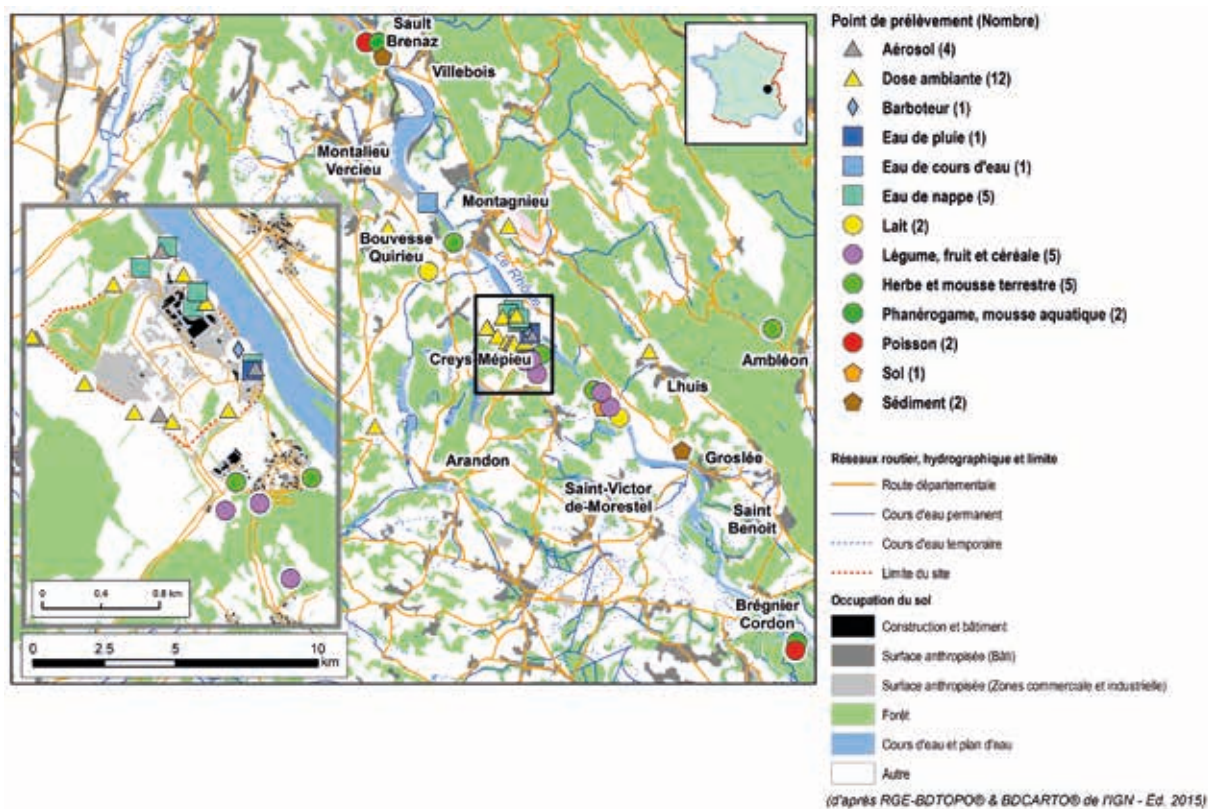 Sault
Brenaz
Villebois
Montalieu
Vercieu
Montagnieu
Bouvesse
Quirieu
Le Rhône
Creys-Mépieu
Ambléon
Lhuis
Arandon
Groslée
Saint-Victor
de-Morestel
Saint
Benoit
Brégnier
Cordon
0 0.4 0.8 km
0 2.5 5 10
km
Point de prélèvement (Nombre)
Aérosol (4)
Dose ambiante (12)
Barboteur (1)
Eau de pluie (1)
Eau de cours d'eau (1)
Eau de nappe (5)
Lait (2)
Légume, fruit et céréale (5)
Herbe et mousse terrestre (5)
Phanérogame, mousse aquatique (2)
Poisson (2)
Sol (1)
Sédiment (2)
Réseaux routier, hydrographique et limite
Route départementale
Cours d'eau permanent
Cours d'eau temporaire
Limite du site
Occupation du sol
Construction et bâtiment
Surface anthropisée (Bâti)
Surface anthropisée (Zones commerciale et industrielle)
Forêt
Cours d'eau et plan d'eau
Autre
(d'après RGE-BDTOPO® & BDCARTO® de l'IGN - Ed. 2015)